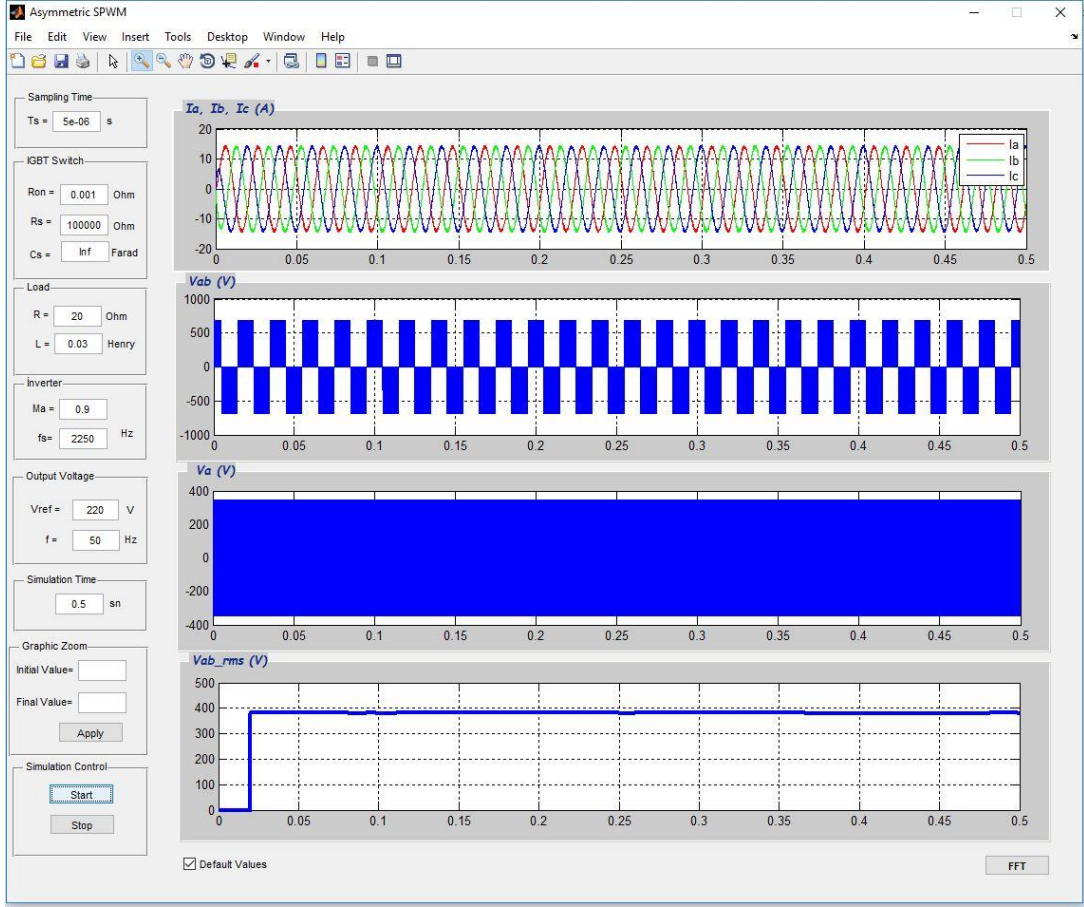 Asymmetric SPWM
File Edit View Insert Tools Desktop Window Help
Sampling Time
Ts = 5e-06 s
IGBT Switch
Ron = 0.001 Ohm
Rs = 100000 Ohm
Cs = Inf Farad
Load
R = 20 Ohm
L = 0.03 Henry
İnverter
Ma = 0.9
fs= 2250 Hz
Output Voltage
Vref = 220 V
f = 50 Hz
Simulation Time
0.5 sn
Graphic Zoom
Initial Value=
Final Value=
Apply
Simulation Control
Start
Stop
Ia, Ib, Ic (A)
20
10
0
-10
-20
0 0.05 0.1 0.15 0.2 0.25 0.3 0.35 0.4 0.45 0.5
Ia
Ib
Ic
Vab (V)
1000
500
0
-500
-1000
0 0.05 0.1 0.15 0.2 0.25 0.3 0.35 0.4 0.45 0.5
Va (V)
400
200
0
-200
-400
0 0.05 0.1 0.15 0.2 0.25 0.3 0.35 0.4 0.45 0.5
Vab_rms (V)
500
400
300
200
100
0
0 0.05 0.1 0.15 0.2 0.25 0.3 0.35 0.4 0.45 0.5
Default Values
FFT